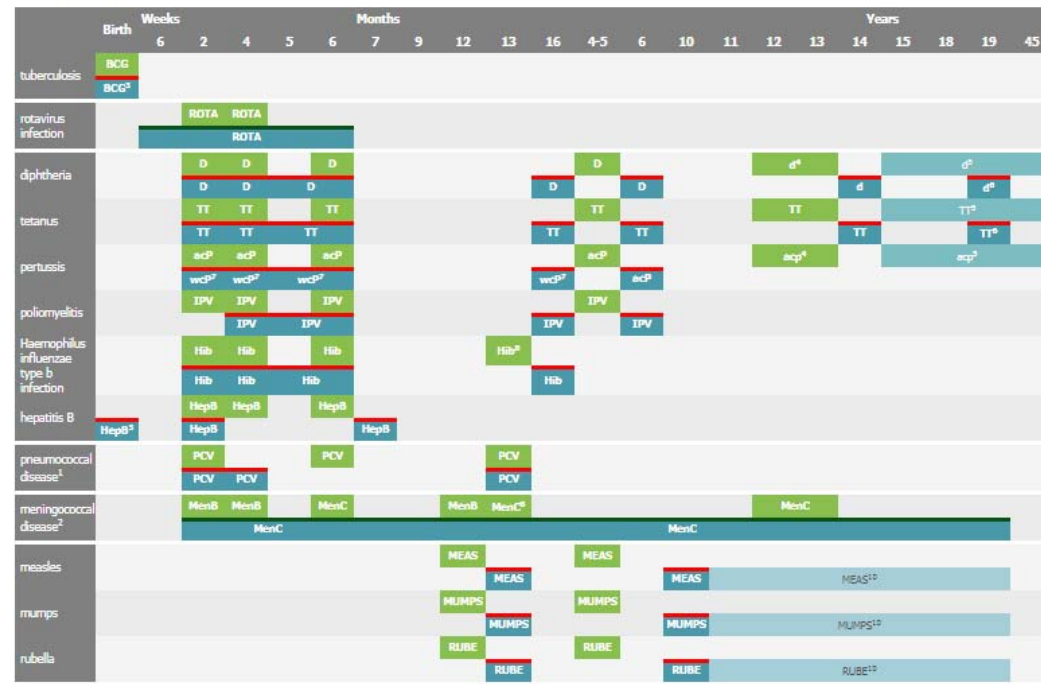 Weeks Months Years
Birth 6 2 4 5 6 7 9 12 13 16 4-5 6 10 11 12 13 14 15 18 19 45
tuberculosis
BCG
BCG³
rotavirus infection
ROTA ROTA
ROTA
diphtheria
D D D D d⁴ d⁵
D D D D D d d⁶
tetanus
TT TT TT TT TT TT⁵
TT TT TT TT TT TT TT⁶
pertussis
acP acP acP acP acp⁴ acp⁵
wcP⁷ wcP⁷ wcP⁷ wcP⁷ acP
poliomyelitis
IPV IPV IPV IPV
IPV IPV IPV IPV
Haemophilus
influenzae
type b
infection
Hib Hib Hib Hib⁸
Hib Hib Hib Hib
hepatitis B
HepB HepB HepB
HepB³ HepB HepB
pneumococcal
disease¹
PCV PCV PCV
PCV PCV PCV
meningococcal
disease²
MenB MenB MenC MenB MenC⁸ MenC
MenC MenC
measles
MEAS MEAS
MEAS MEAS MEAS¹⁰
mumps
MUMPS MUMPS
MUMPS MUMPS MUMPS¹⁰
rubella
RUBE RUBE
RUBE RUBE RUBE¹⁰